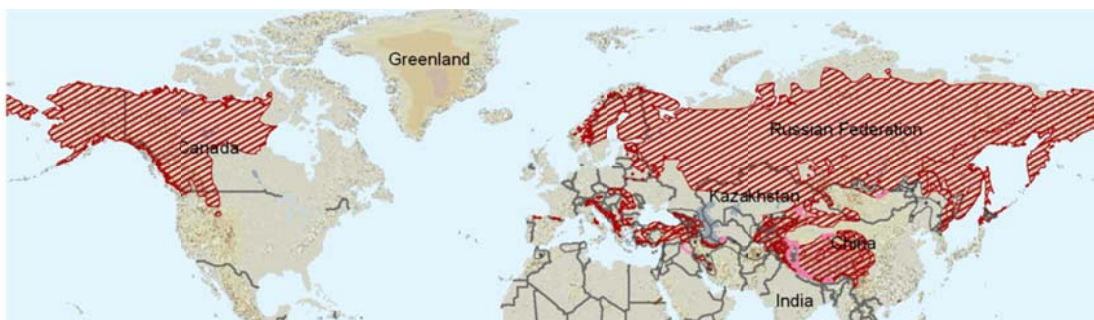 Greenland
Russian Federation
Canada
Kazakhstan
China
India